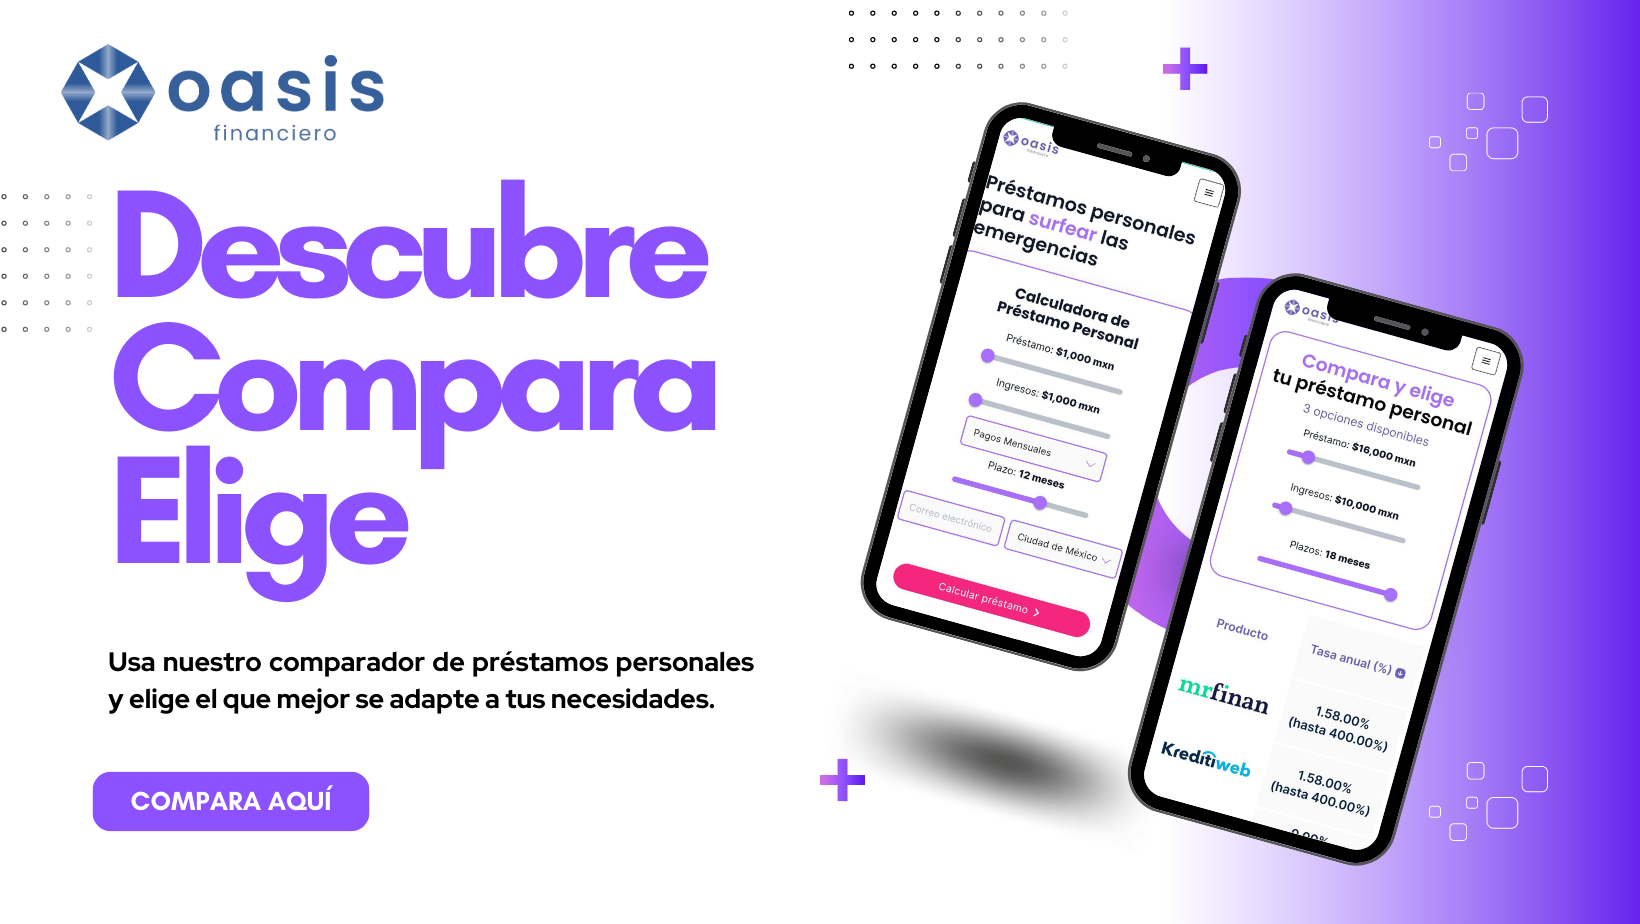 oasis
financiero
Descubre
Compara
Elige
Usa nuestro comparador de préstamos personales
y elige el que mejor se adapte a tus necesidades.
COMPARA AQUÍ
oasis
financiero
Préstamos personales
para surfear las
emergencias
Calculadora de
Préstamo Personal
Préstamo: $1,000 mxn
Ingresos: $1,000 mxn
Pagos Mensuales
Plazo: 12 meses
Correo electrónico
Ciudad de México
Calcular préstamo
oasis
financiero
Compara y elige
tu préstamo personal
3 opciones disponibles
Préstamo: $16,000 mxn
Ingresos: $10,000 mxn
Plazos: 18 meses
Producto
Tasa anual (%)
mrfinan
1.58.00%
(hasta 400.00%)
Kreditiweb
1.58.00%
(hasta 400.00%)